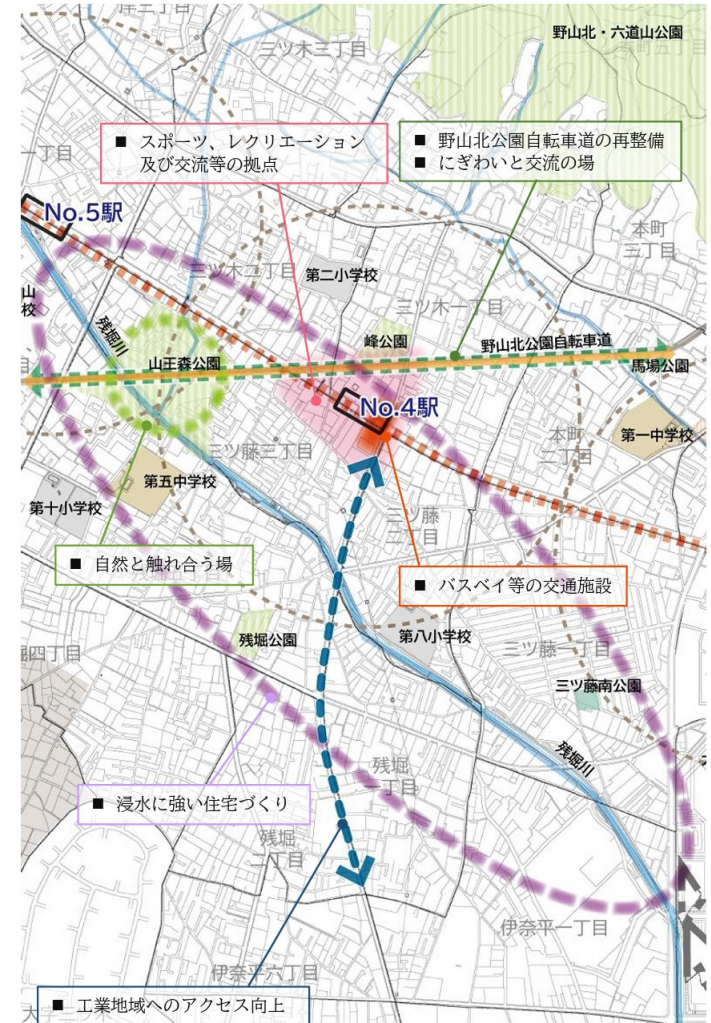 岸三丁目
三ツ木三丁目
野山北・六道山公園
■ スポーツ、レクリエーション
及び交流等の拠点
■ 野山北公園自転車道の再整備
■ にぎわいと交流の場
一丁目
No.5駅
本町
三丁目
三ツ木二丁目
第二小学校
三ツ木一丁目
山
校
残堀川
峰公園
野山北公園自転車道
山王森公園
馬場公園
No.4駅
本町
二丁目
第一中学校
三ツ藤三丁目
第五中学校
第十小学校
三ツ藤
二丁目
■ 自然と触れ合う場
■ バスベイ等の交通施設
残堀公園
第八小学校
三ツ藤一丁目
堀四丁目
三ツ藤南公園
残堀川
残堀
一丁目
■ 浸水に強い住宅づくり
残堀
二丁目
伊奈平一丁目
伊奈平六丁目
■ 工業地域へのアクセス向上